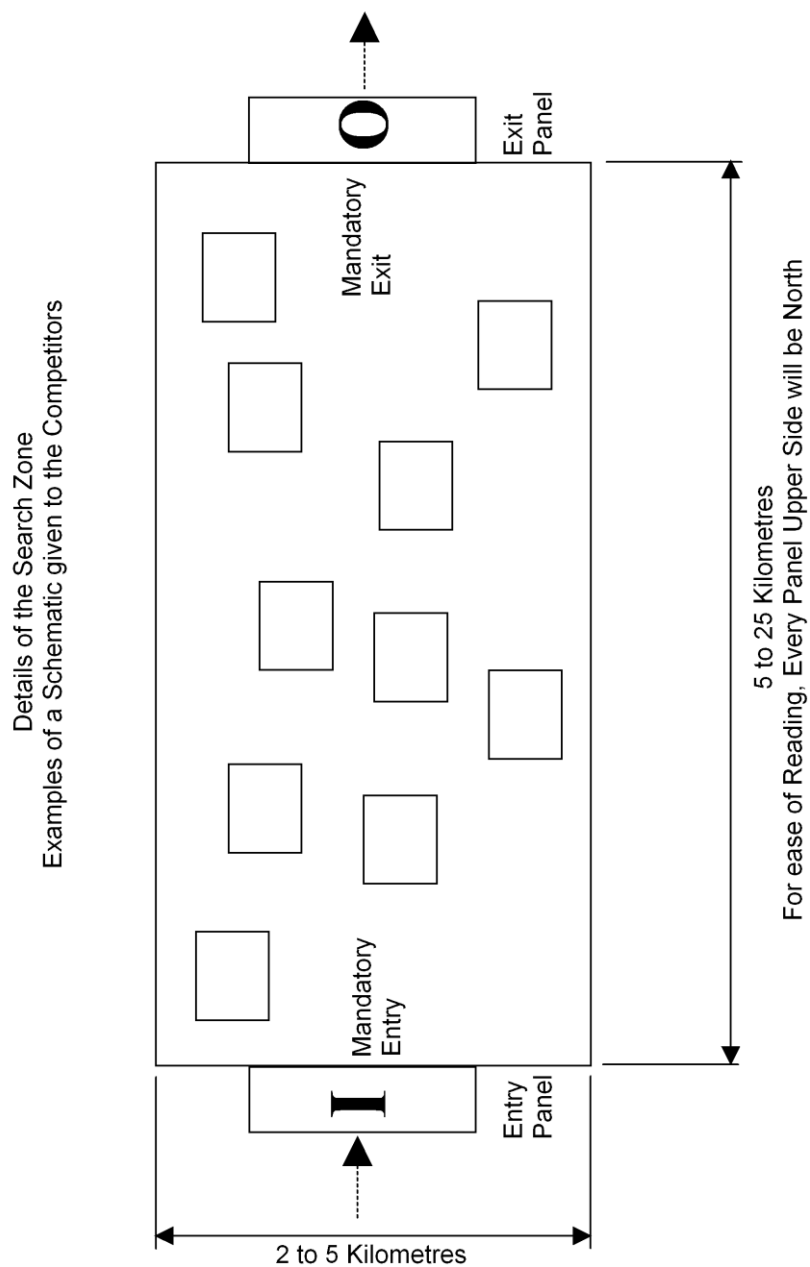 Details of the Search Zone
Examples of a Schematic given to the Competitors
I
Entry
Panel
Mandatory
Entry
Mandatory
Exit
O
Exit
Panel
2 to 5 Kilometres
5 to 25 Kilometres
For ease of Reading, Every Panel Upper Side will be North